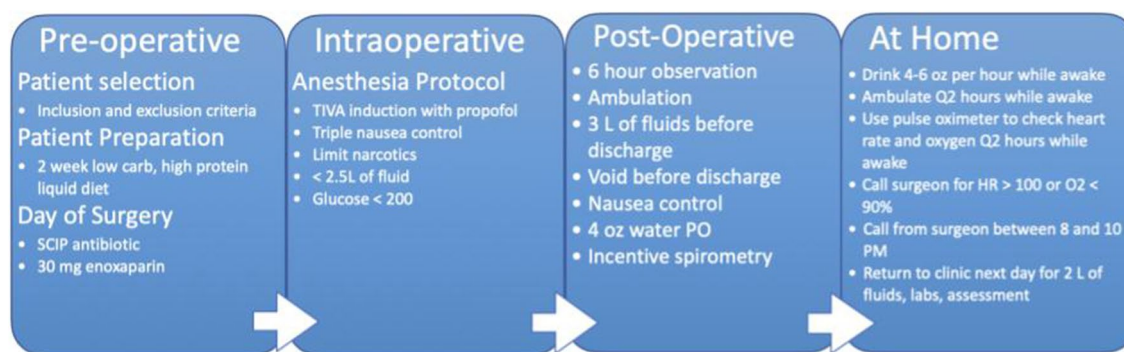 Pre-operative
Patient selection
• Inclusion and exclusion criteria
Patient Preparation
• 2 week low carb, high protein
liquid diet
Day of Surgery
• SCIP antibiotic
• 30 mg enoxaparin
Intraoperative
Anesthesia Protocol
• TIVA induction with propofol
• Triple nausea control
• Limit narcotics
• < 2.5L of fluid
• Glucose < 200
Post-Operative
• 6 hour observation
• Ambulation
• 3 L of fluids before
discharge
• Void before discharge
• Nausea control
• 4 oz water PO
• Incentive spirometry
At Home
• Drink 4-6 oz per hour while awake
• Ambulate Q2 hours while awake
• Use pulse oximeter to check heart
rate and oxygen Q2 hours while
awake
• Call surgeon for HR > 100 or O2 <
90%
• Call from surgeon between 8 and 10
PM
• Return to clinic next day for 2 L of
fluids, labs, assessment